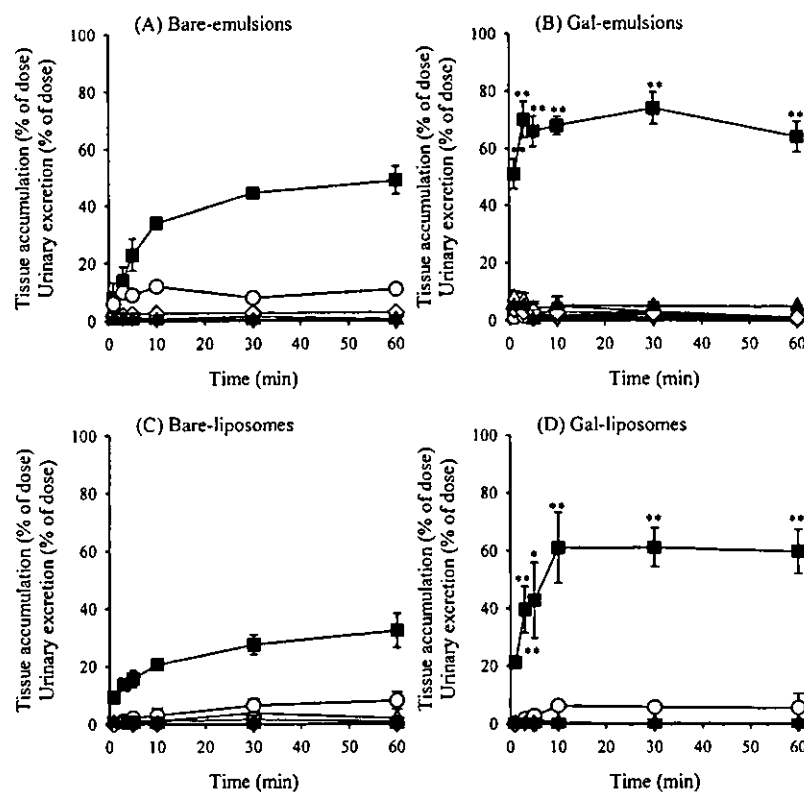 (A) Bare-emulsions
Tissue accumulation (% of dose)
Urinary excretion (% of dose)
100
80
60
40
20
0
0 10 20 30 40 50 60
Time (min)
(B) Gal-emulsions
Tissue accumulation (% of dose)
Urinary excretion (% of dose)
100
80
60
40
20
0
** ** ** ** ** **
0 10 20 30 40 50 60
Time (min)
(C) Bare-liposomes
Tissue accumulation (% of dose)
Urinary excretion (% of dose)
100
80
60
40
20
0
0 10 20 30 40 50 60
Time (min)
(D) Gal-liposomes
Tissue accumulation (% of dose)
Urinary excretion (% of dose)
100
80
60
40
20
0
** ** * ** ** **
0 10 20 30 40 50 60
Time (min)